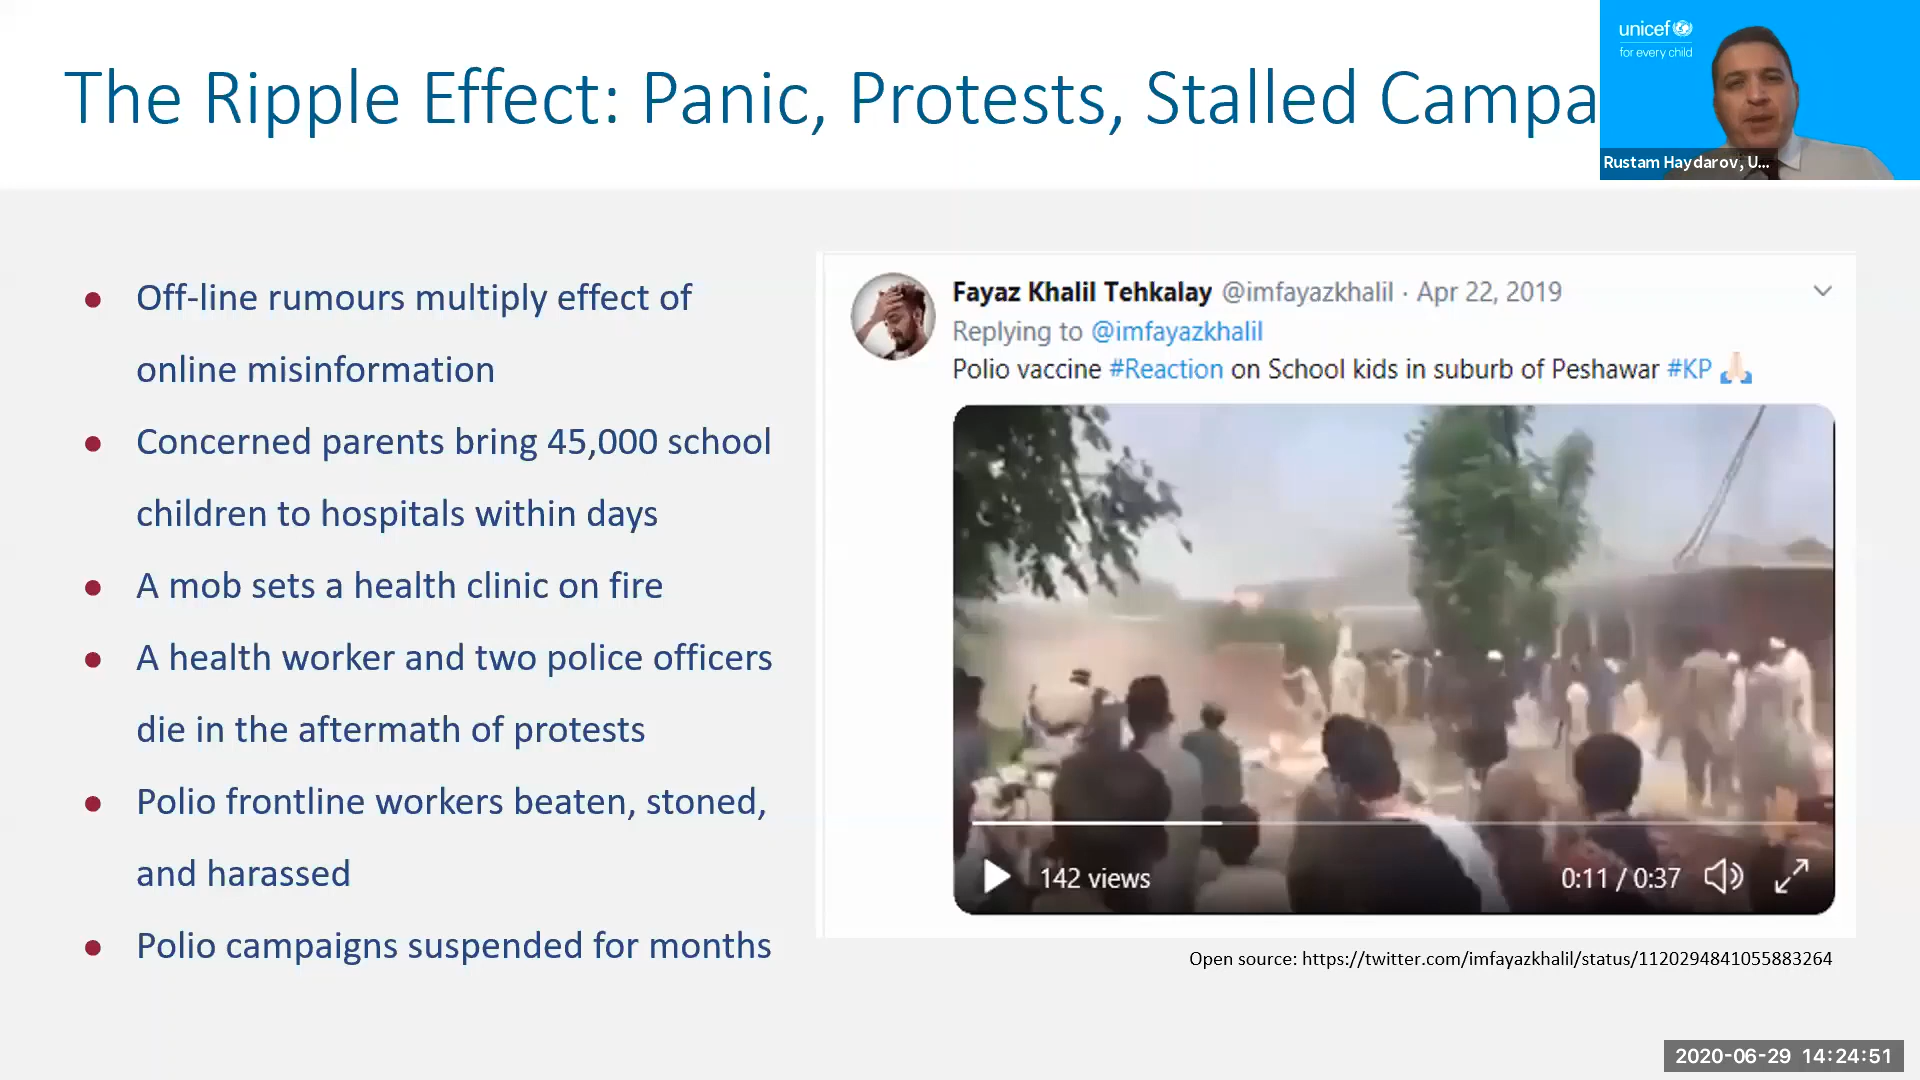 The Ripple Effect: Panic, Protests, Stalled Campa
unicef
for every child
Rustam Haydarov, U...
Off-line rumours multiply effect of
online misinformation
Concerned parents bring 45,000 school
children to hospitals within days
A mob sets a health clinic on fire
A health worker and two police officers
die in the aftermath of protests
Polio frontline workers beaten, stoned,
and harassed
Polio campaigns suspended for months
Fayaz Khalil Tehkalay @imfayazkhalil · Apr 22, 2019
Replying to @imfayazkhalil
Polio vaccine #Reaction on School kids in suburb of Peshawar #KP 🙏🏻
142 views
0:11 / 0:37
Open source: https://twitter.com/imfayazkhalil/status/1120294841055883264
2020-06-29 14:24:51